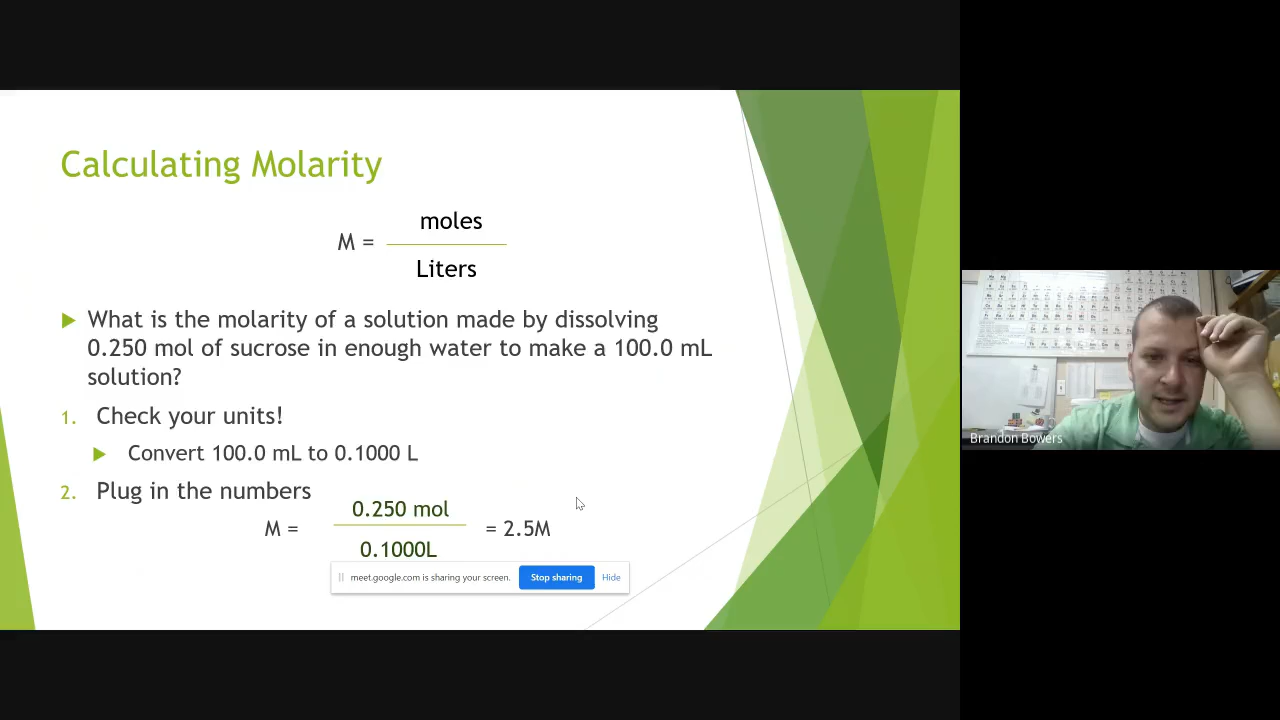 Calculating Molarity
M =
moles
Liters
What is the molarity of a solution made by dissolving
0.250 mol of sucrose in enough water to make a 100.0 mL
solution?
1. Check your units!
Convert 100.0 mL to 0.1000 L
2. Plug in the numbers
0.250 mol
M =
= 2.5M
0.1000L
meet.google.com is sharing your screen. Stop sharing Hide
Brandon Bowers